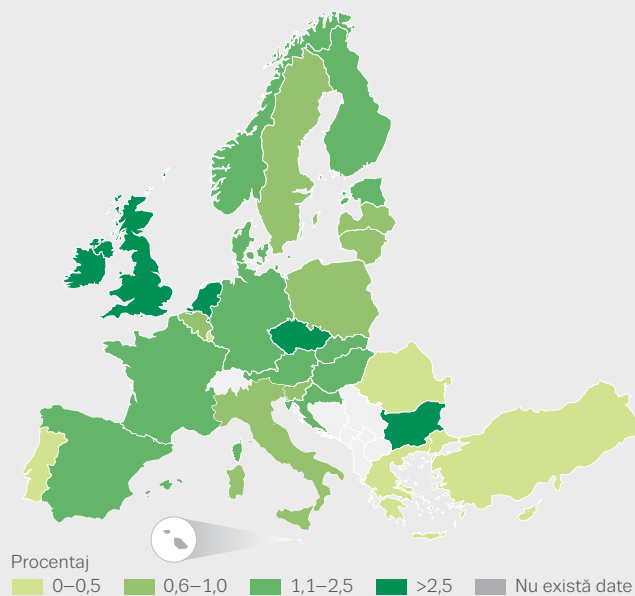 Procentaj
0–0,5 0,6–1,0 1,1–2,5 >2,5 Nu există date